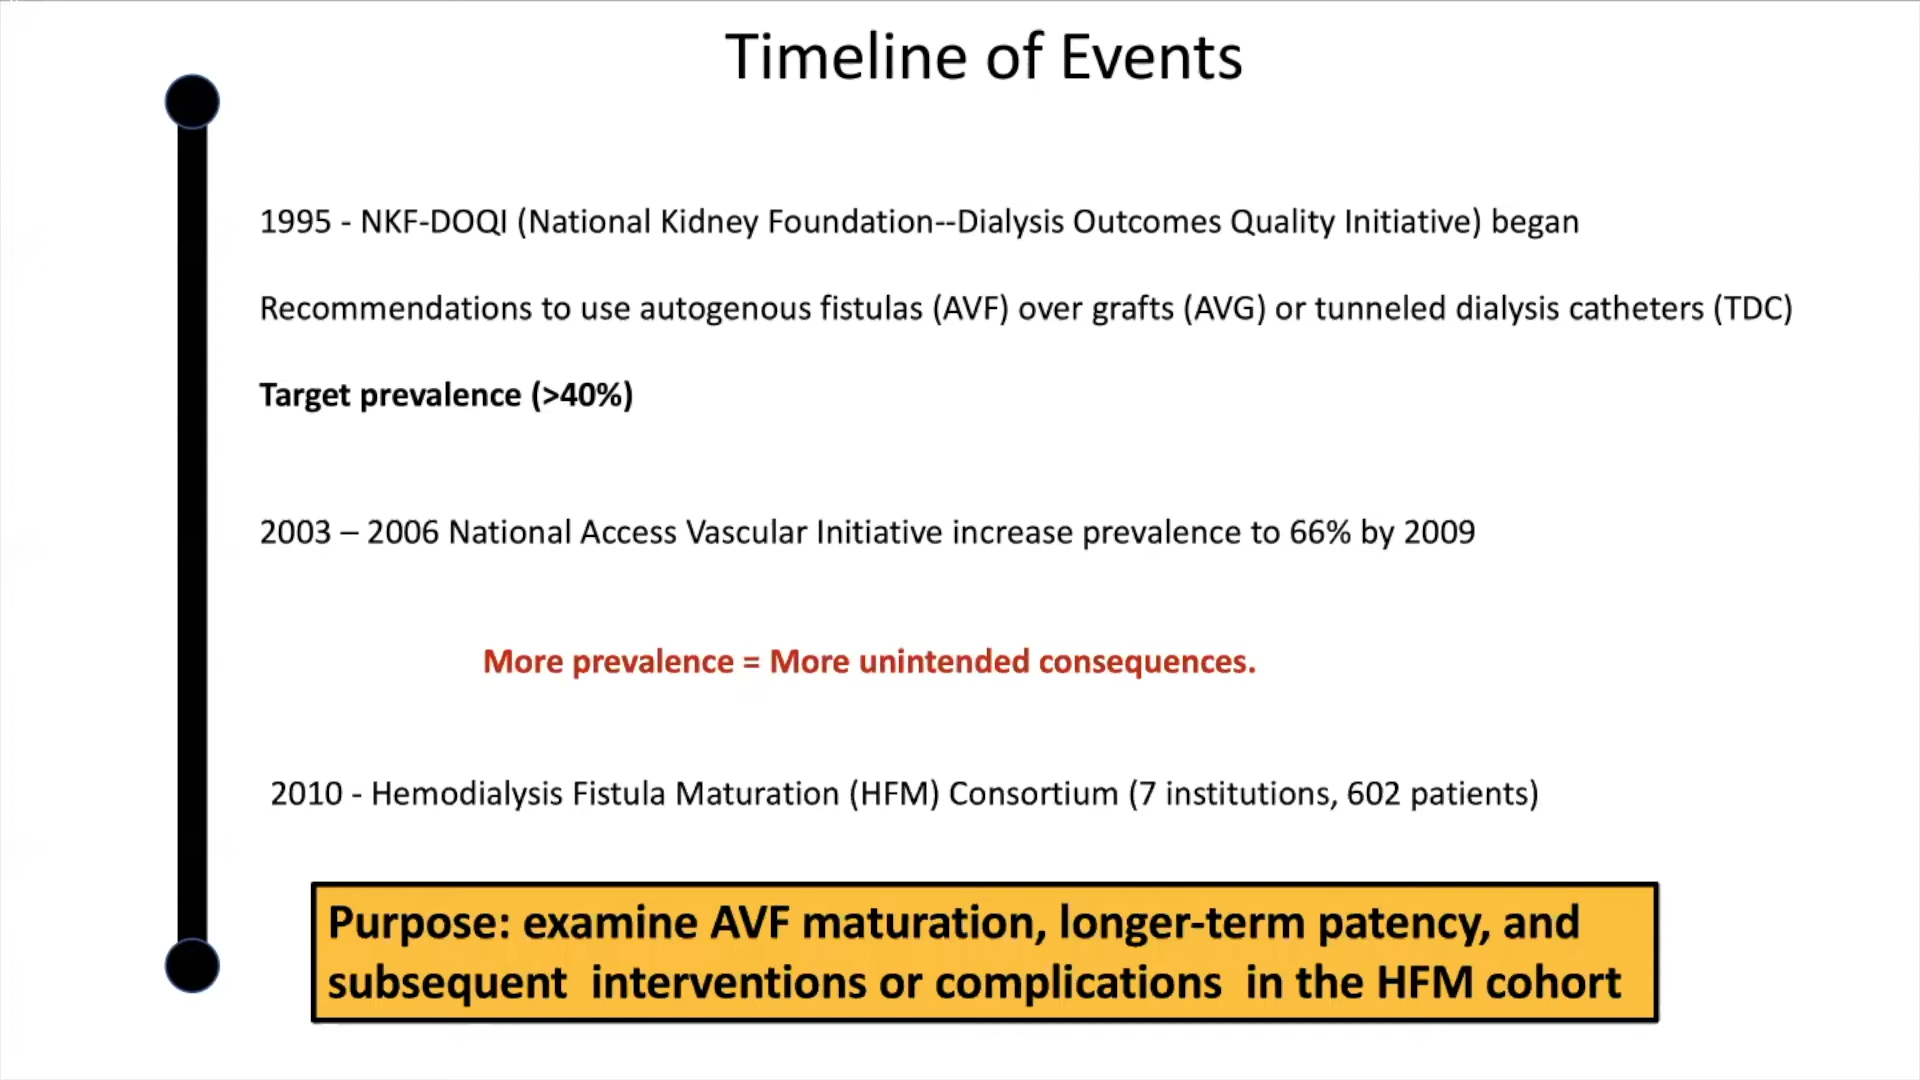 Timeline of Events
1995 - NKF-DOQI (National Kidney Foundation--Dialysis Outcomes Quality Initiative) began
Recommendations to use autogenous fistulas (AVF) over grafts (AVG) or tunneled dialysis catheters (TDC)
Target prevalence (>40%)
2003 – 2006 National Access Vascular Initiative increase prevalence to 66% by 2009
More prevalence = More unintended consequences.
2010 - Hemodialysis Fistula Maturation (HFM) Consortium (7 institutions, 602 patients)
Purpose: examine AVF maturation, longer-term patency, and
subsequent  interventions or complications  in the HFM cohort